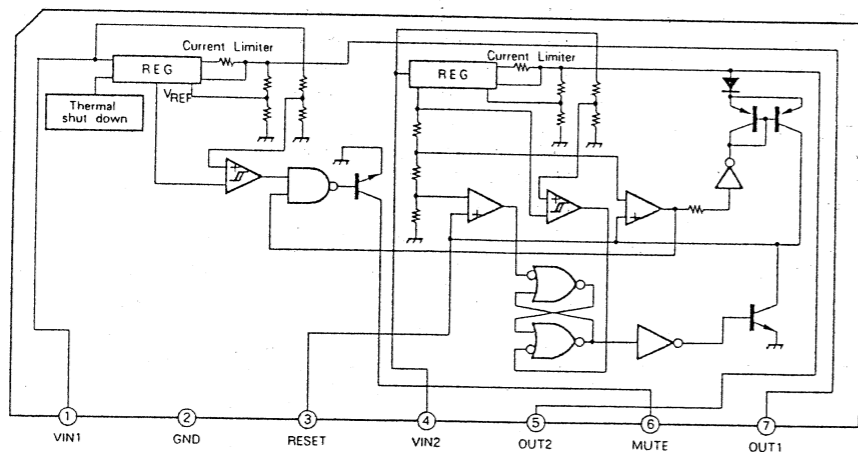 Current Limiter
REG
VREF
Thermal
shut down
Current Limiter
REG
+
+
+
+
1
2
3
4
5
6
7
VIN1
GND
RESET
VIN2
OUT2
MUTE
OUT1